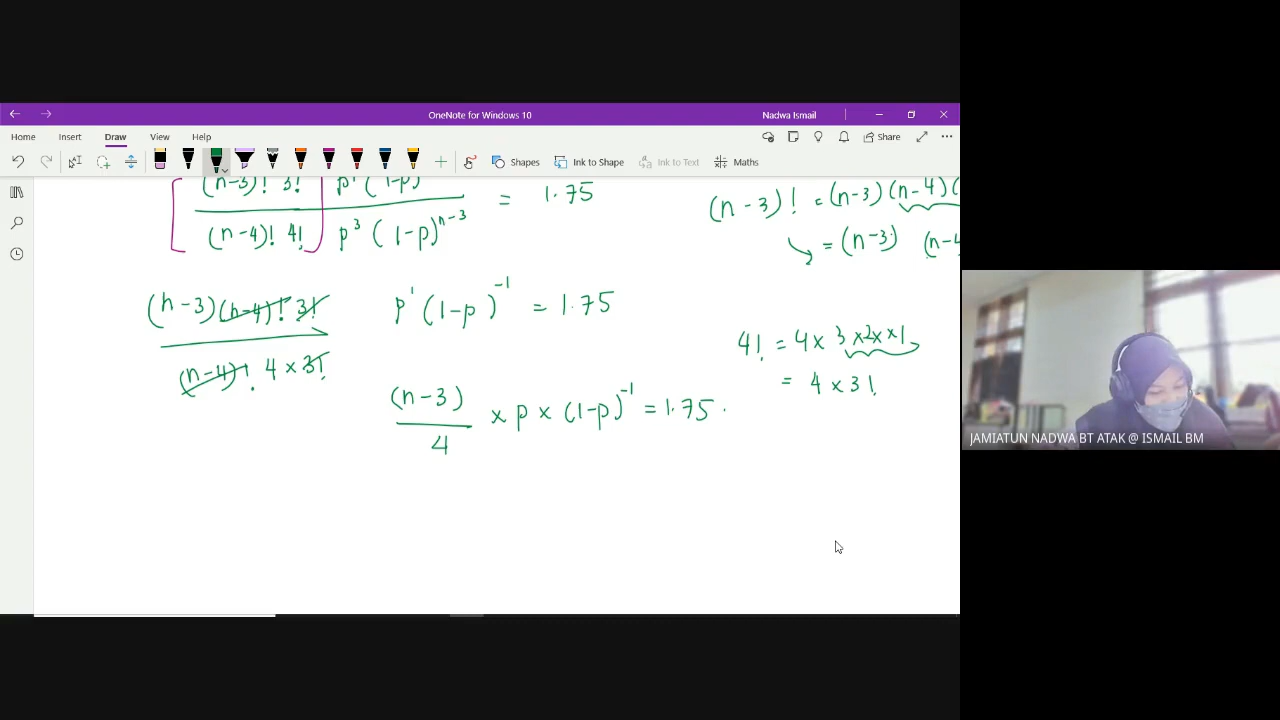 OneNote for Windows 10
Nadwa Ismail
Home Insert Draw View Help
Share
Shapes Ink to Shape Ink to Text Maths
(n-3)! 3!
(n-4)! 4!
p³ (1-p)^{n-3}
= 1.75
(n-3)! = (n-3)(n-4)(
= (n-3) (n-4
(n-3)(n-4)! 3!
(n-4)! 4 × 3!
p¹ (1-p)^{-1} = 1.75
4! = 4 × 3 × 2 × 1
= 4 × 3!
(n-3)
4
× p × (1-p)^{-1} = 1.75.
JAMIATUN NADWA BT ATAK @ ISMAIL BM